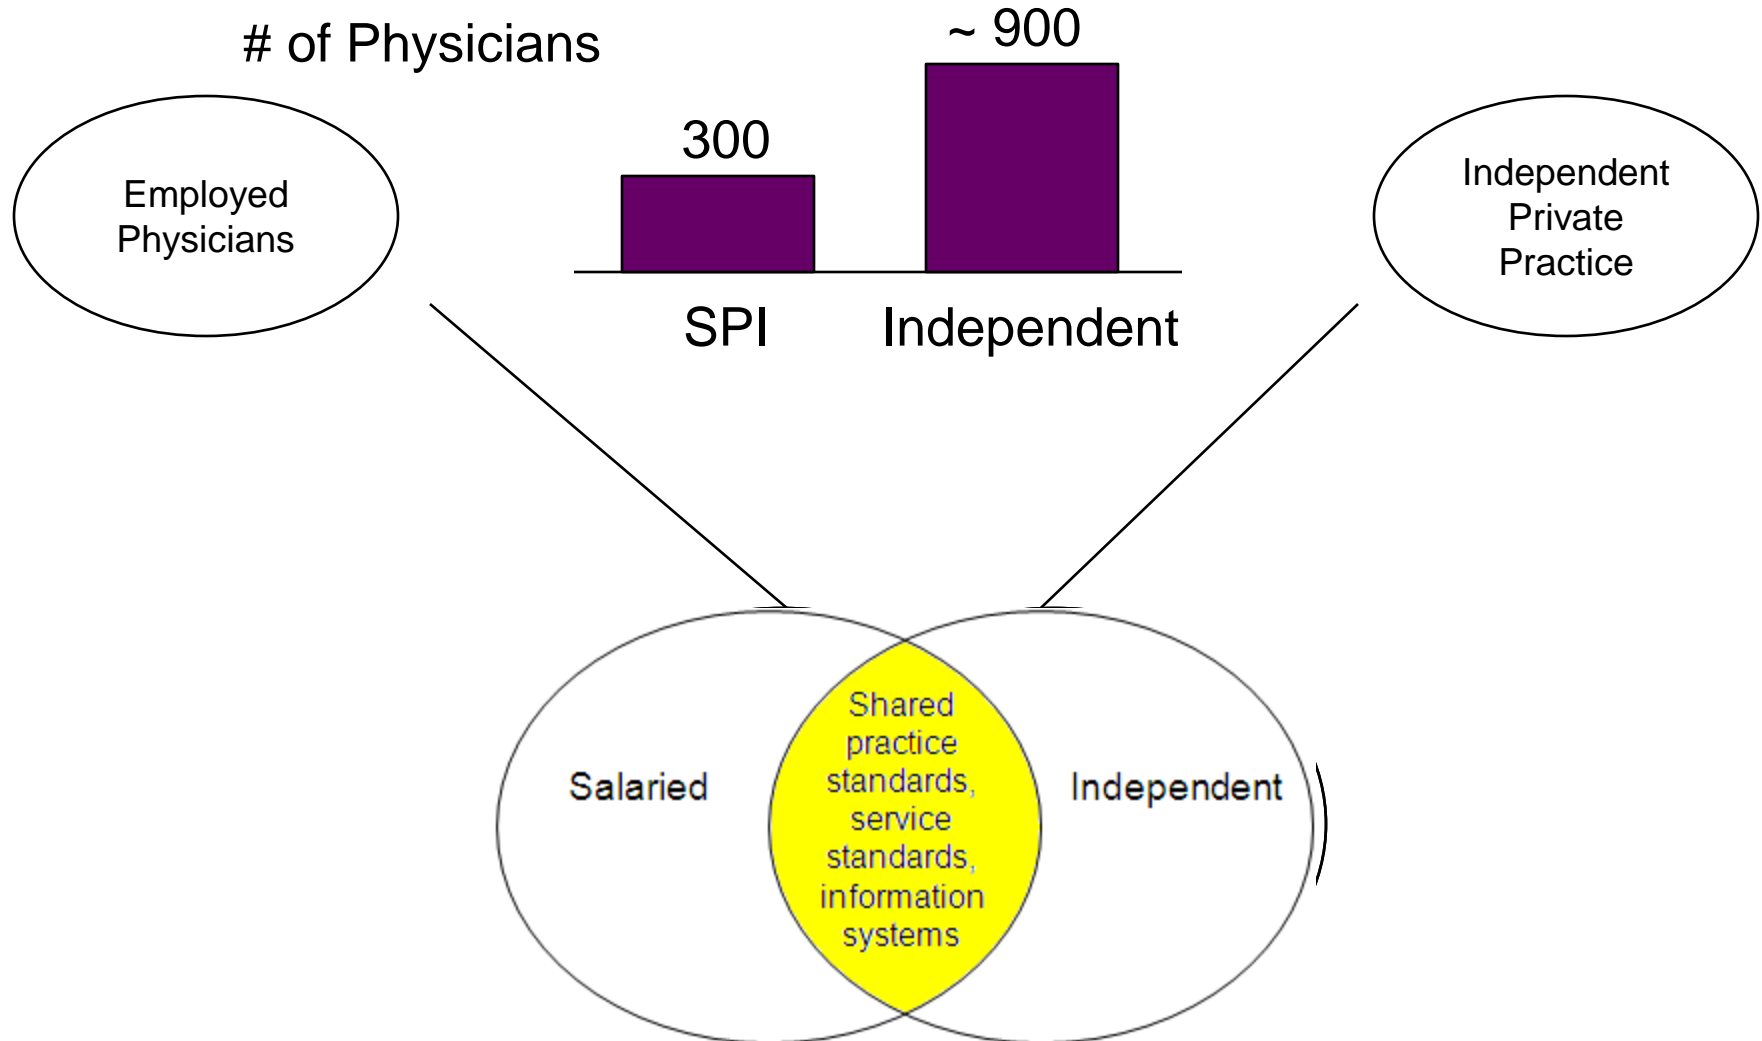 # of Physicians
~ 900
300
Employed
Physicians
Independent
Private
Practice
SPI
Independent
Salaried
Shared
practice
standards,
service
standards,
information
systems
Independent